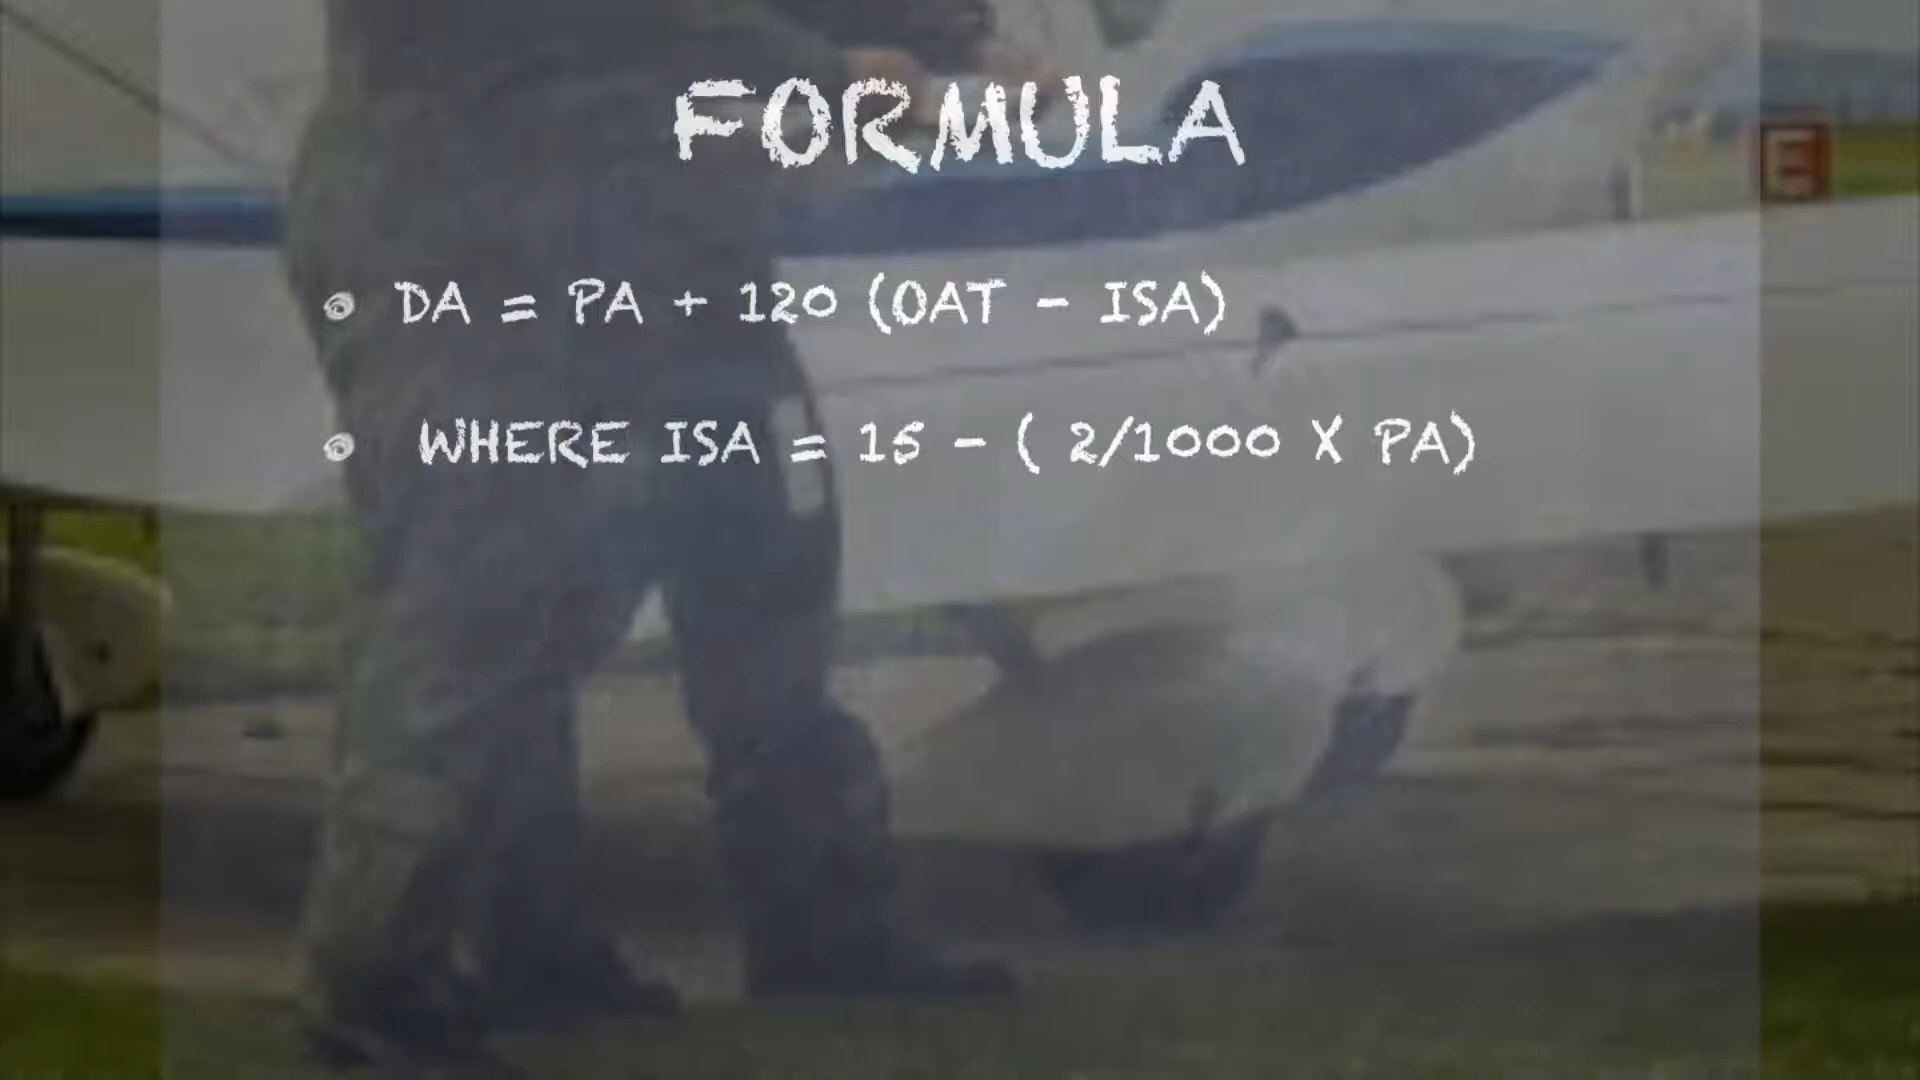 FORMULA
DA = PA + 120 (OAT - ISA)
WHERE ISA = 15 - ( 2/1000 X PA)
E